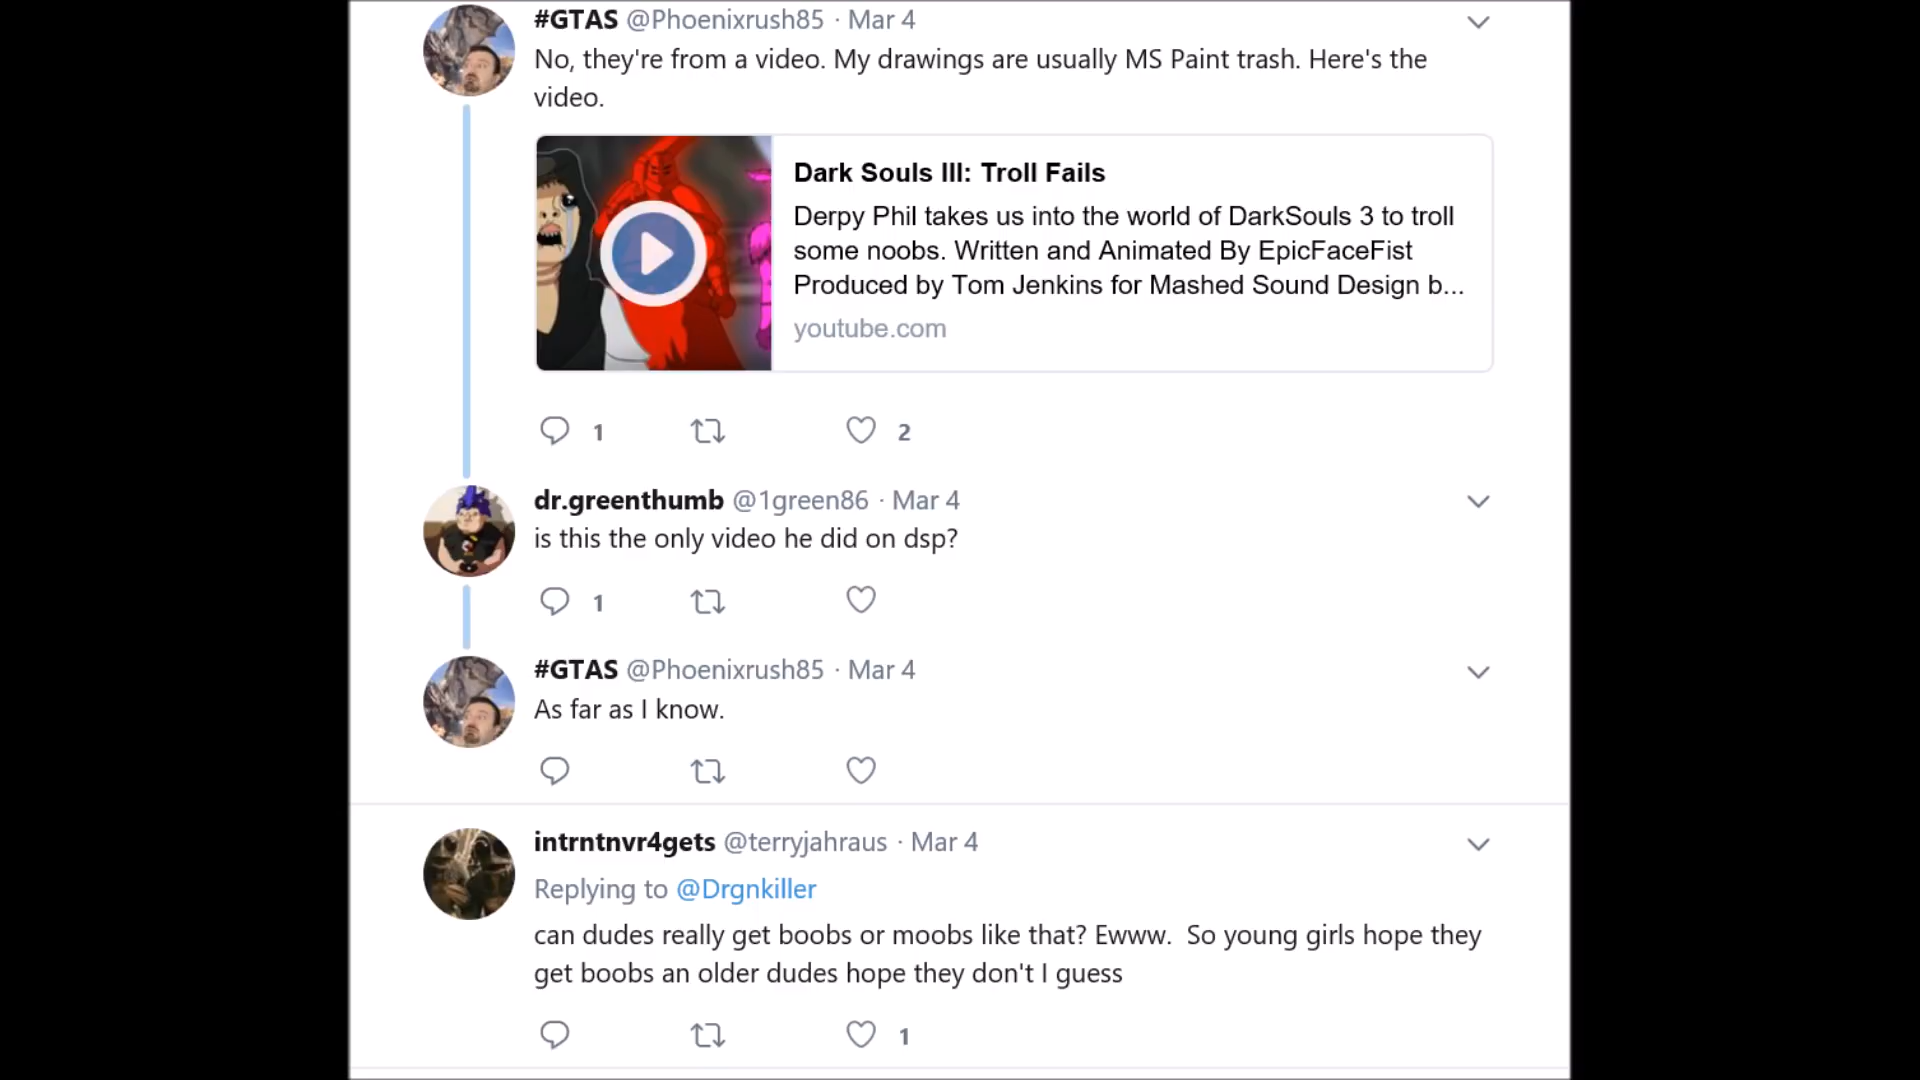 #GTAS @Phoenixrush85 · Mar 4
No, they're from a video. My drawings are usually MS Paint trash. Here's the
video.
Dark Souls III: Troll Fails
Derpy Phil takes us into the world of DarkSouls 3 to troll
some noobs. Written and Animated By EpicFaceFist
Produced by Tom Jenkins for Mashed Sound Design b...
youtube.com
1 2
dr.greenthumb @1green86 · Mar 4
is this the only video he did on dsp?
1
#GTAS @Phoenixrush85 · Mar 4
As far as I know.
intrntnvr4gets @terryjahraus · Mar 4
Replying to @Drgnkiller
can dudes really get boobs or moobs like that? Ewww.  So young girls hope they
get boobs an older dudes hope they don't I guess
1